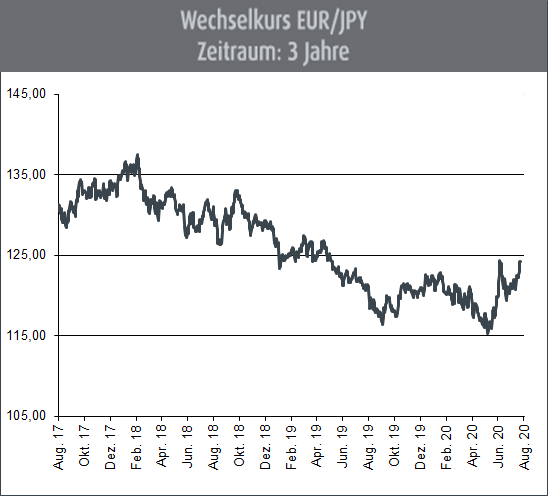 Wechselkurs EUR/JPY
Zeitraum: 3 Jahre
145,00
135,00
125,00
115,00
105,00
Aug. 17
Okt. 17
Dez. 17
Feb. 18
Apr. 18
Jun. 18
Aug. 18
Okt. 18
Dez. 18
Feb. 19
Apr. 19
Jun. 19
Aug. 19
Okt. 19
Dez. 19
Feb. 20
Apr. 20
Jun. 20
Aug. 20